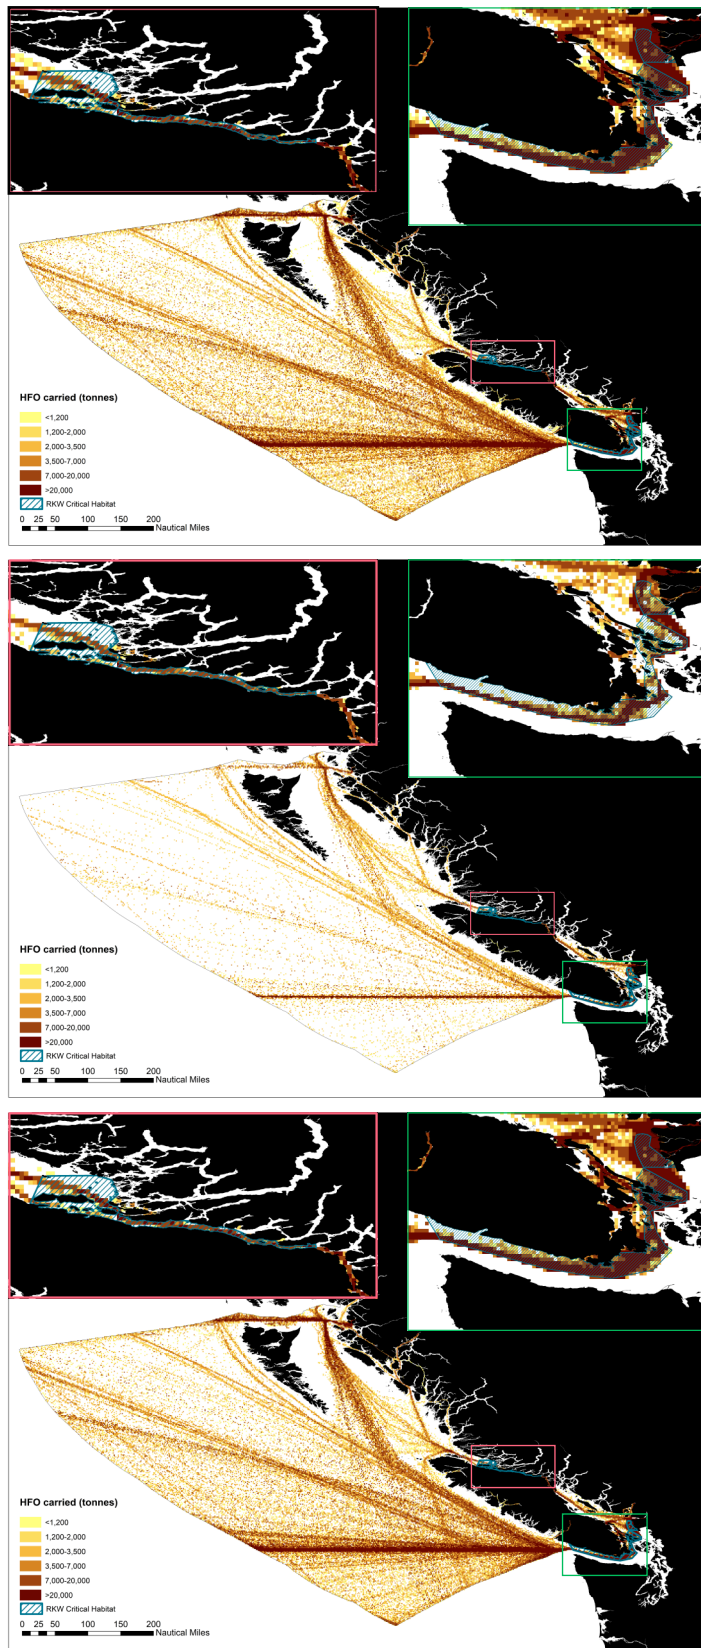 HFO carried (tonnes)
<1,200
1,200-2,000
2,000-3,500
3,500-7,000
7,000-20,000
>20,000
RKW Critical Habitat
0 25 50 100 150 200
Nautical Miles
HFO carried (tonnes)
<1,200
1,200-2,000
2,000-3,500
3,500-7,000
7,000-20,000
>20,000
RKW Critical Habitat
0 25 50 100 150 200
Nautical Miles
HFO carried (tonnes)
<1,200
1,200-2,000
2,000-3,500
3,500-7,000
7,000-20,000
>20,000
RKW Critical Habitat
0 25 50 100 150 200
Nautical Miles